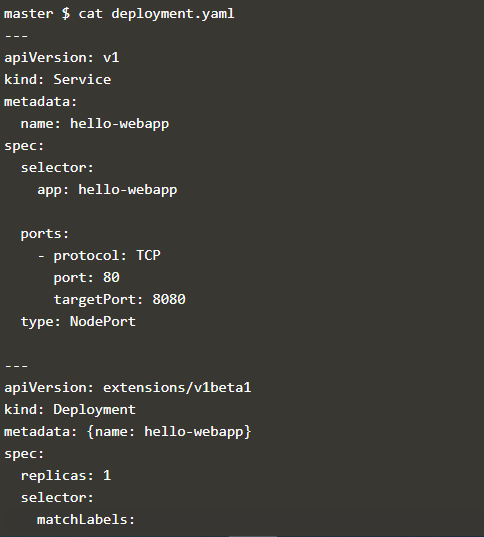 master $ cat deployment.yaml
---
apiVersion: v1
kind: Service
metadata:
  name: hello-webapp
spec:
  selector:
    app: hello-webapp

  ports:
    - protocol: TCP
      port: 80
      targetPort: 8080
  type: NodePort

---
apiVersion: extensions/v1beta1
kind: Deployment
metadata: {name: hello-webapp}
spec:
  replicas: 1
  selector:
    matchLabels: